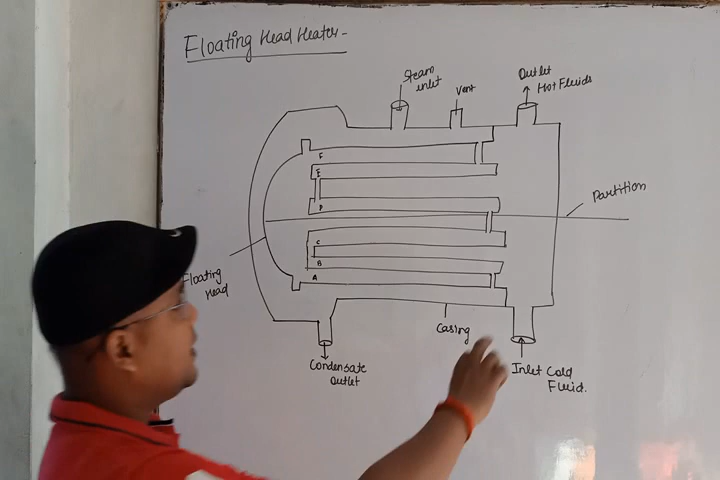 Floating Head Heater-
Steam
inlet
Vent
Outlet
Hot Fluids
Partition
F
E
D
C
B
A
Floating
Head
Casing
Condensate
Outlet
Inlet Cold
Fluid.